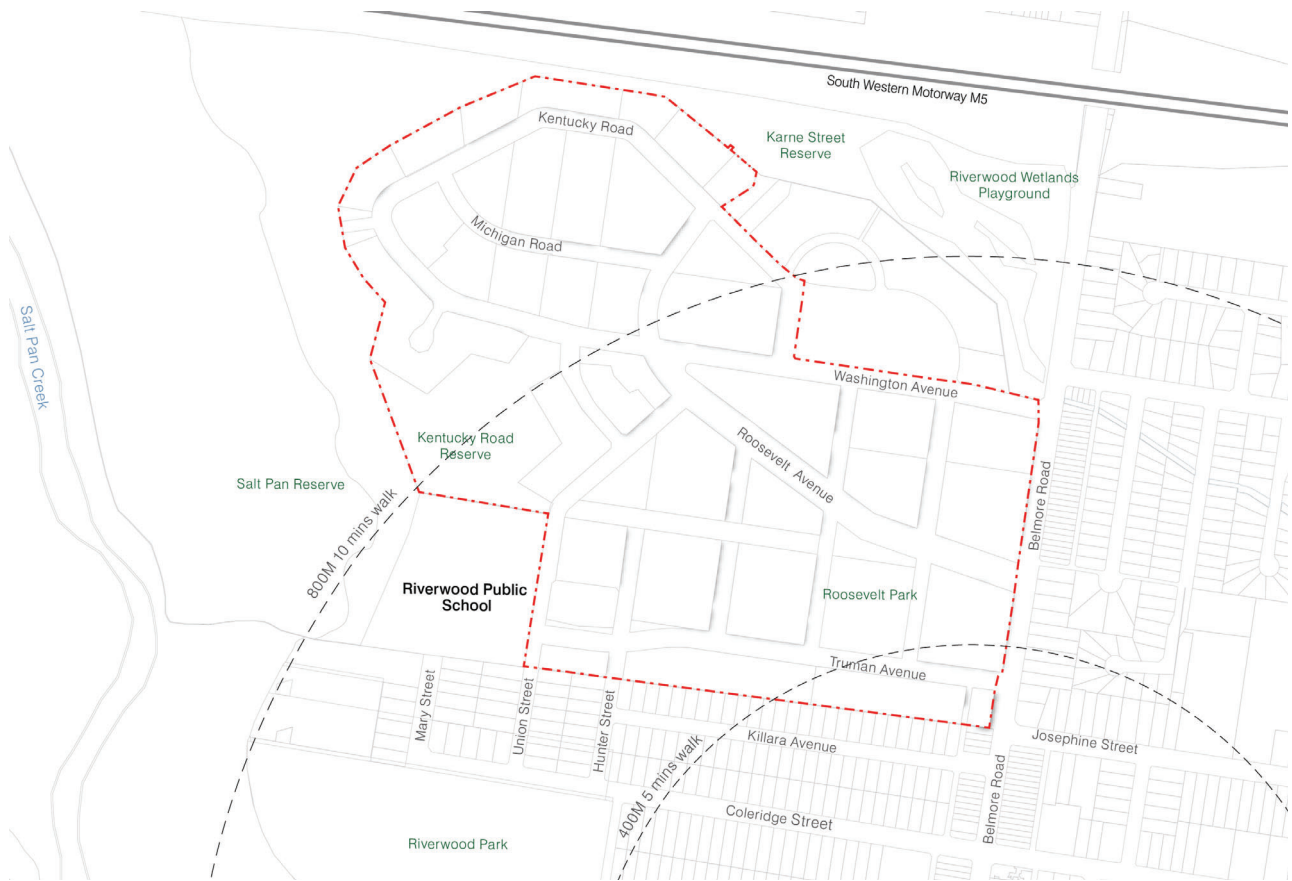 South Western Motorway M5
Kentucky Road
Karne Street
Reserve
Riverwood Wetlands
Playground
Michigan Road
Salt Pan Creek
Washington Avenue
Kentucky Road
Reserve
Roosevelt Avenue
Belmore Road
Salt Pan Reserve
800M 10 mins walk
Riverwood Public
School
Roosevelt Park
Truman Avenue
Mary Street
Union Street
Hunter Street
Killara Avenue
Josephine Street
400M 5 mins walk
Belmore Road
Coleridge Street
Riverwood Park